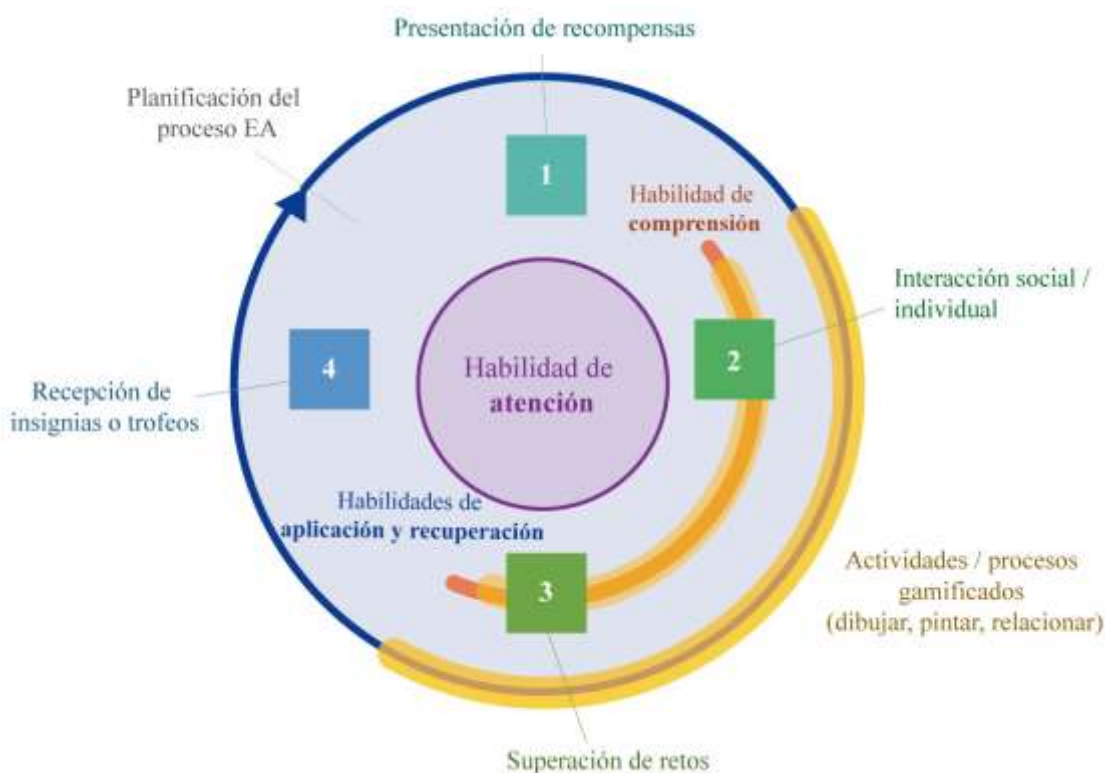 Presentación de recompensas
Planificación del
proceso EA
1
Habilidad de
comprensión
Interacción social /
individual
2
4
Habilidad de
atención
Recepción de
insignias o trofeos
Habilidades de
aplicación y recuperación
3
Actividades / procesos
gamificados
(dibujar, pintar, relacionar)
Superación de retos